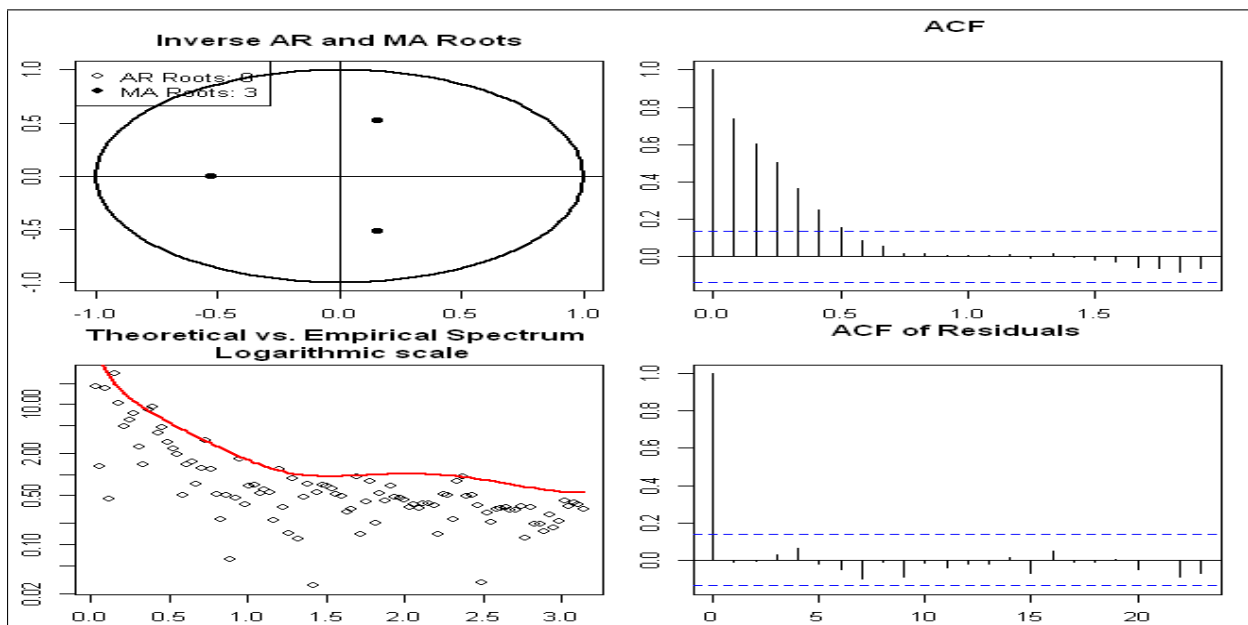 Inverse AR and MA Roots
AR Roots: 0
MA Roots: 3
1.0
0.5
0.0
-0.5
-1.0
-1.0 -0.5 0.0 0.5 1.0
ACF
1.0
0.8
0.6
0.4
0.2
0.0
0.0 0.5 1.0 1.5
Theoretical vs. Empirical Spectrum
Logarithmic scale
10.00
2.00
0.50
0.10
0.02
0.0 0.5 1.0 1.5 2.0 2.5 3.0
ACF of Residuals
1.0
0.8
0.6
0.4
0.2
0.0
0 5 10 15 20